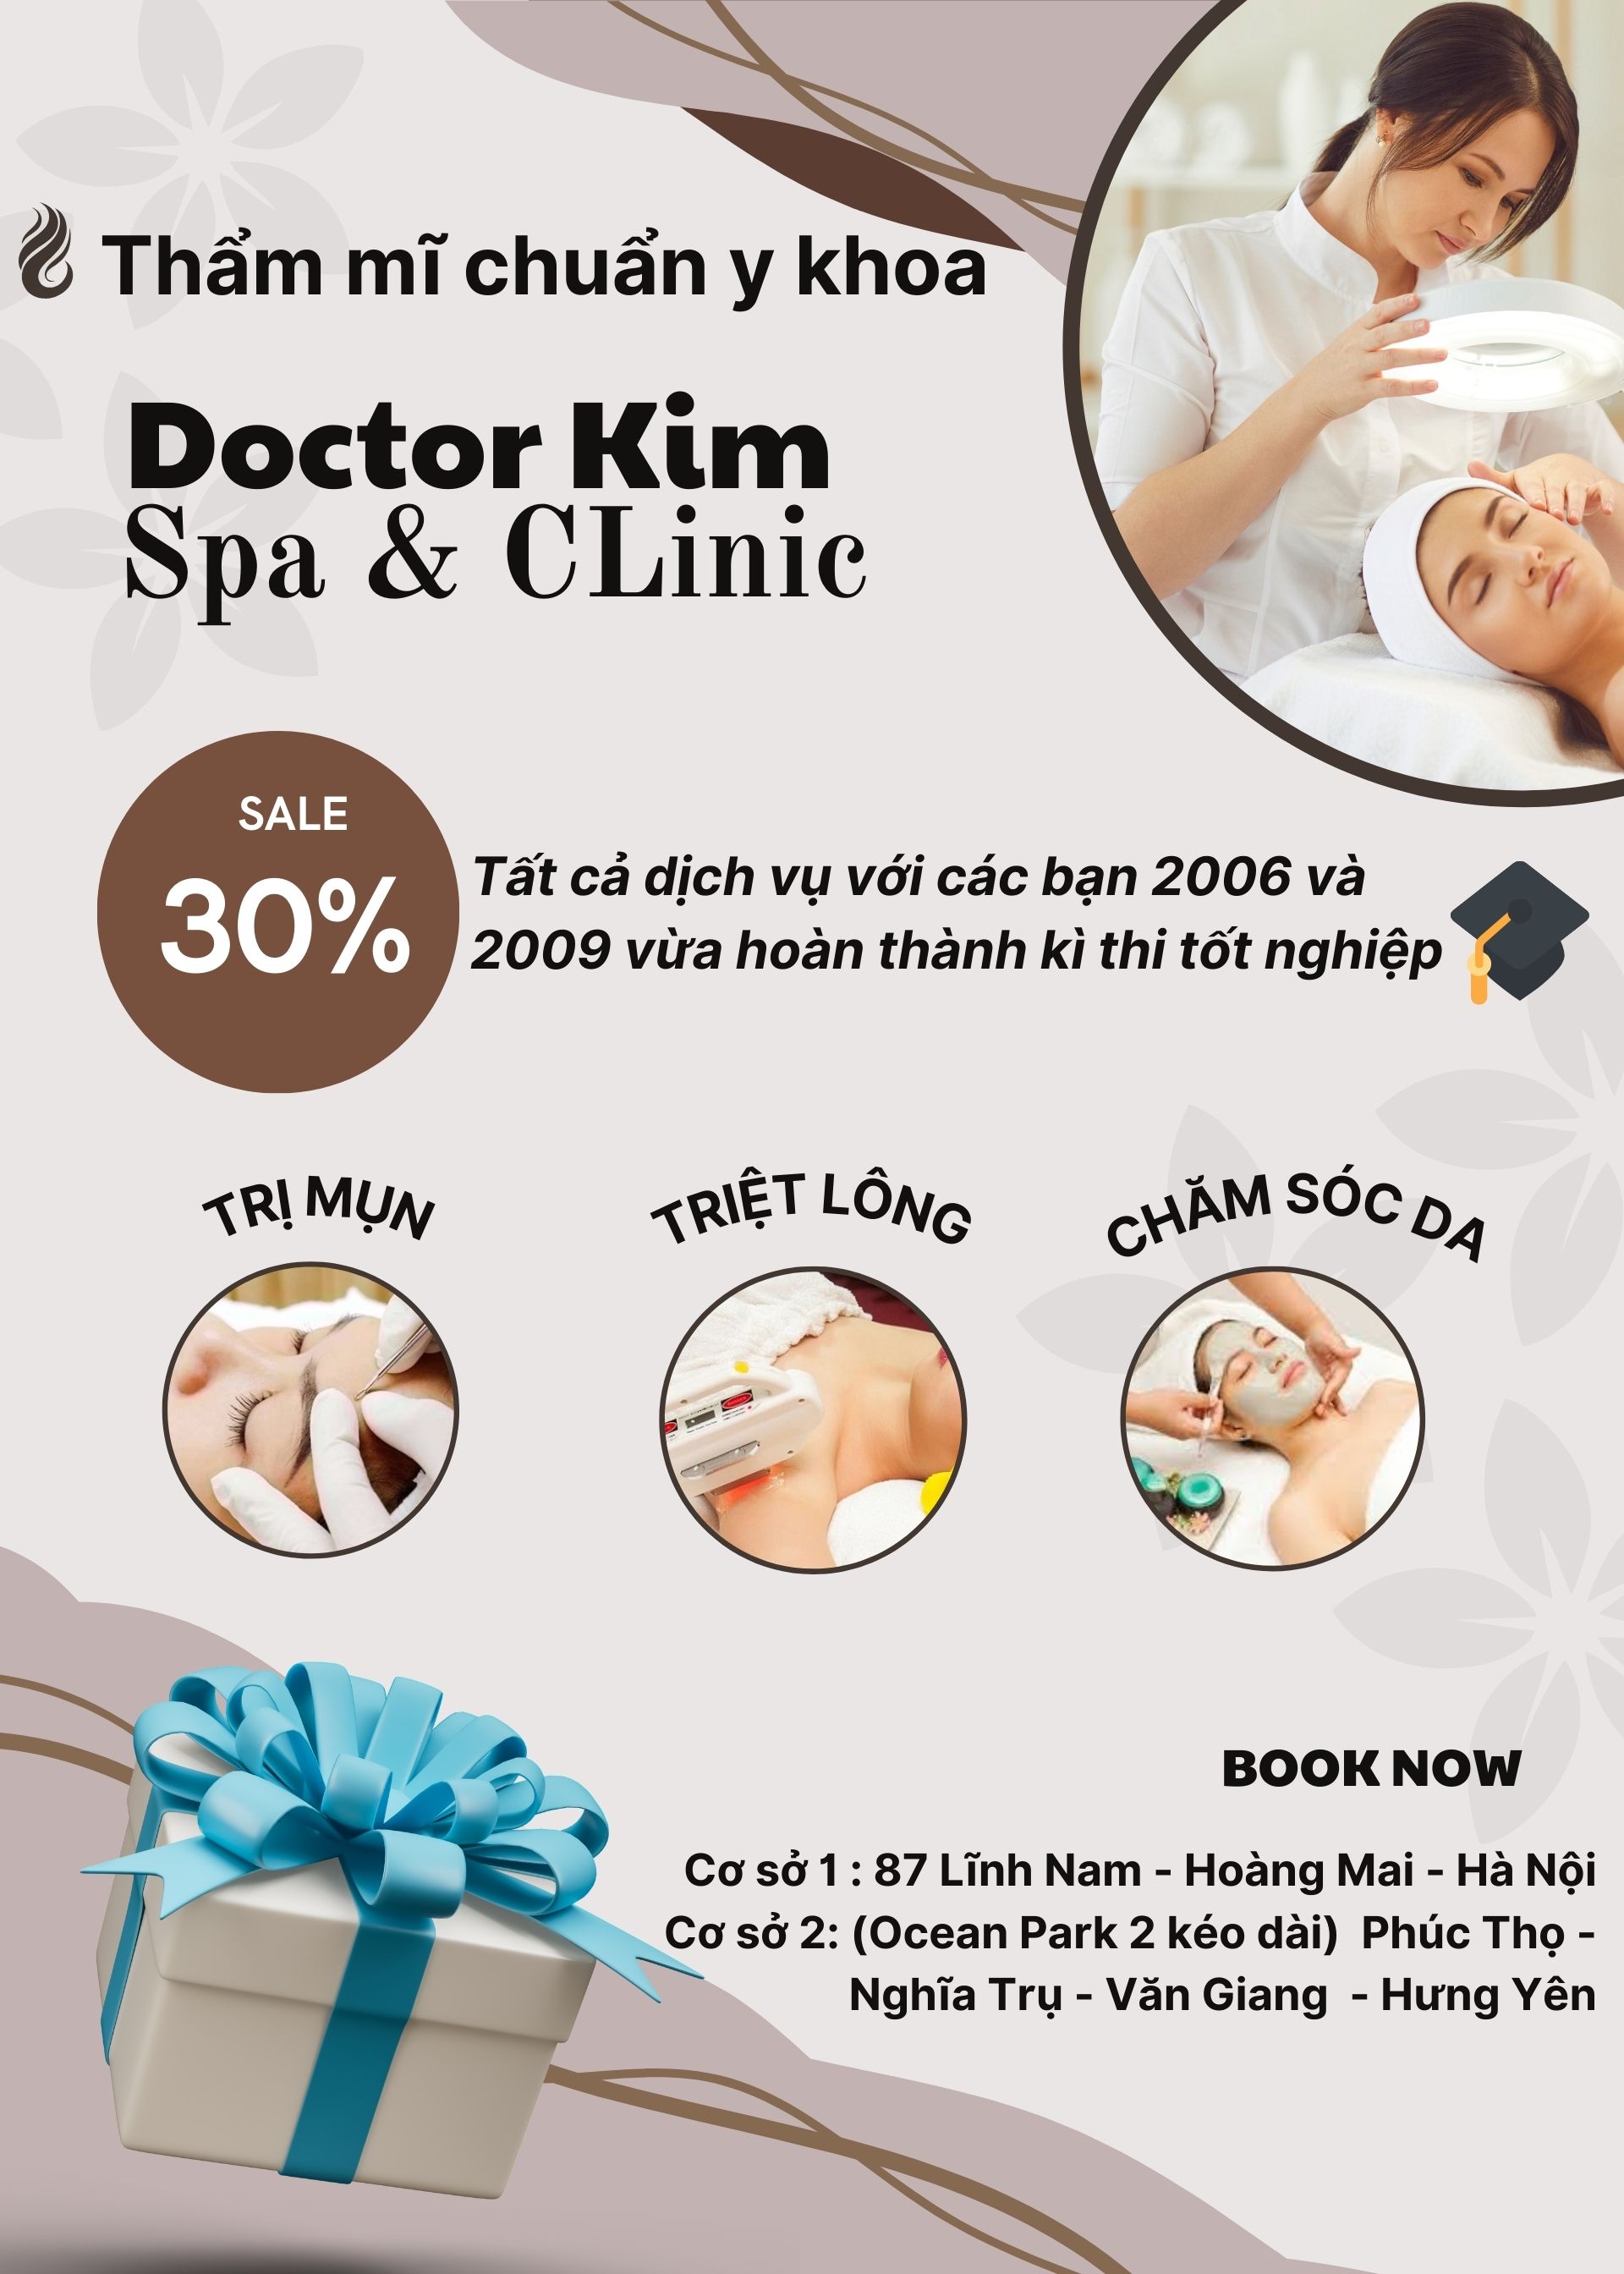 Thẩm mĩ chuẩn y khoa
Doctor Kim
Spa & CLinic
SALE
30%
Tất cả dịch vụ với các bạn 2006 và
2009 vừa hoàn thành kì thi tốt nghiệp
TRỊ MỤN
TRIỆT LÔNG
CHĂM SÓC DA
BOOK NOW
Cơ sở 1 : 87 Lĩnh Nam - Hoàng Mai - Hà Nội
Cơ sở 2: (Ocean Park 2 kéo dài)  Phúc Thọ -
Nghĩa Trụ - Văn Giang  - Hưng Yên